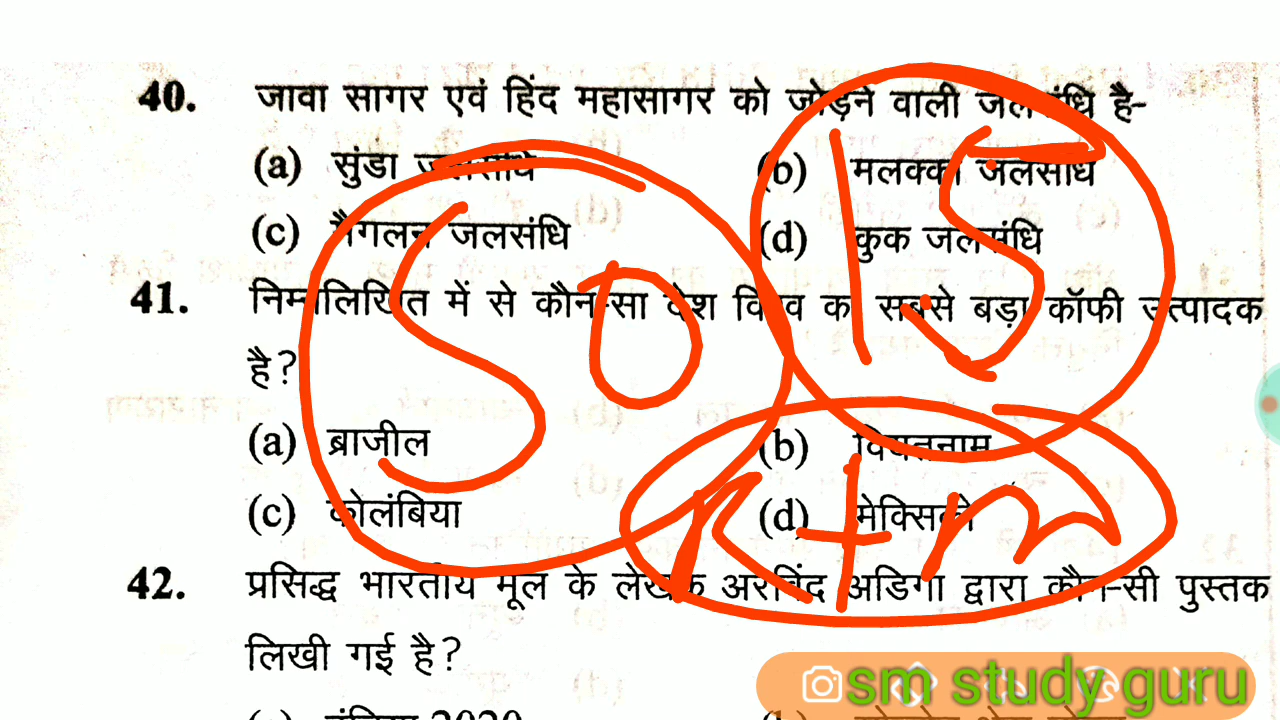 40. जावा सागर एवं हिंद महासागर को जोड़ने वाली जलसंधि है-
(a) सुंडा जलसंधि (b) मलक्का जलसंधि
(c) मैगलन जलसंधि (d) कुक जलसंधि
41. निम्नलिखित में से कौन-सा देश विश्व का सबसे बड़ा कॉफी उत्पादक
है?
(a) ब्राजील (b) वियतनाम
(c) कोलंबिया (d) मेक्सिको
42. प्रसिद्ध भारतीय मूल के लेखक अरविंद अडिगा द्वारा कौन-सी पुस्तक
लिखी गई है?
2020
50
15
sm study guru